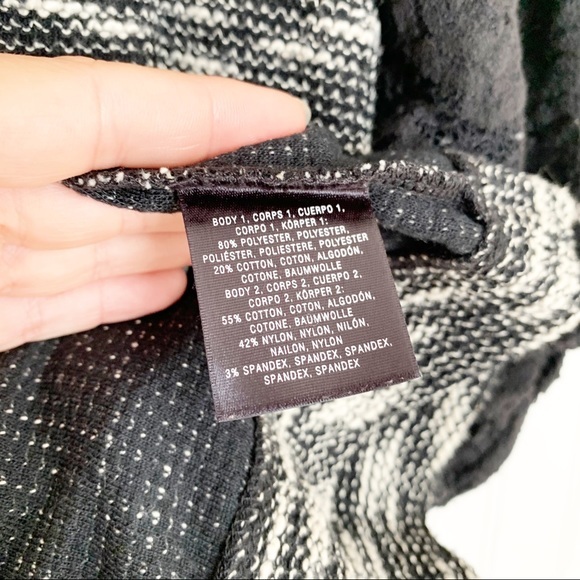 BODY 1, CORPS 1, CUERPO 1,
CORPO 1, KÖRPER 1:
80% POLYESTER, POLYESTER,
POLIÉSTER, POLIESTERE, POLYESTER
20% COTTON, COTON, ALGODÓN,
COTONE, BAUMWOLLE
BODY 2, CORPS 2, CUERPO 2,
CORPO 2, KÖRPER 2:
55% COTTON, COTON, ALGODÓN,
COTONE, BAUMWOLLE
42% NYLON, NYLON, NILÓN,
NAILON, NYLON
3% SPANDEX, SPANDEX, SPANDEX,
SPANDEX, SPANDEX